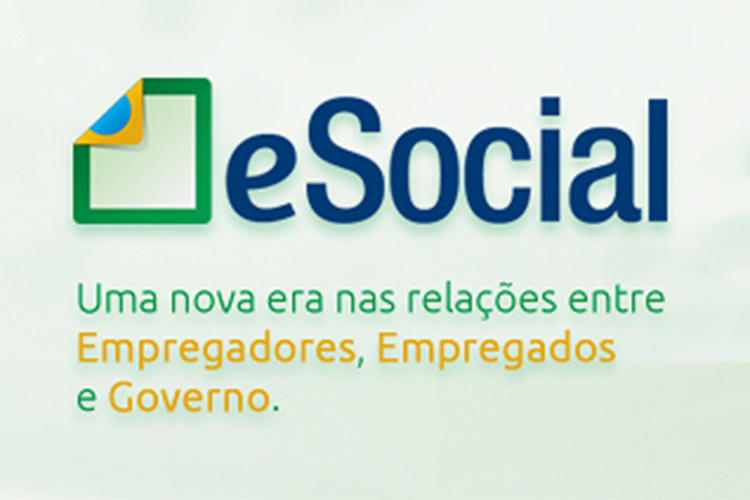 eSocial
Uma nova era nas relações entre
Empregadores, Empregados
e Governo.